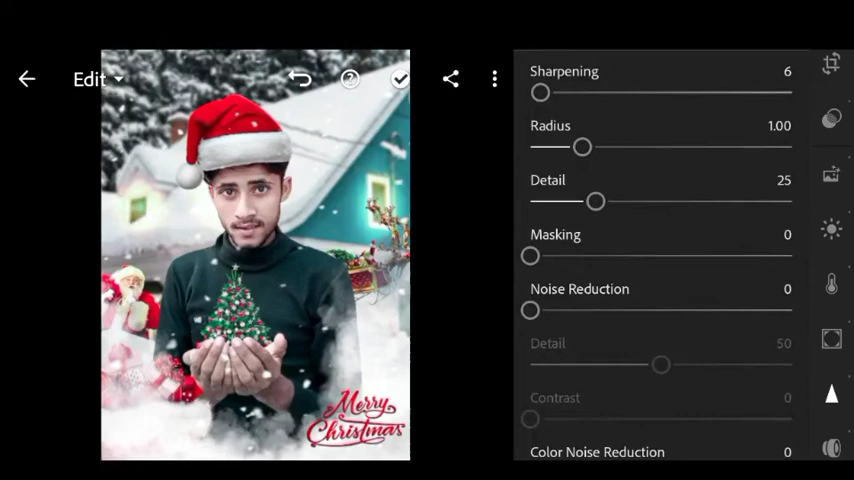 Edit
Merry
Christmas
Sharpening 6
Radius 1.00
Detail 25
Masking 0
Noise Reduction 0
Detail 50
Contrast 0
Color Noise Reduction 0